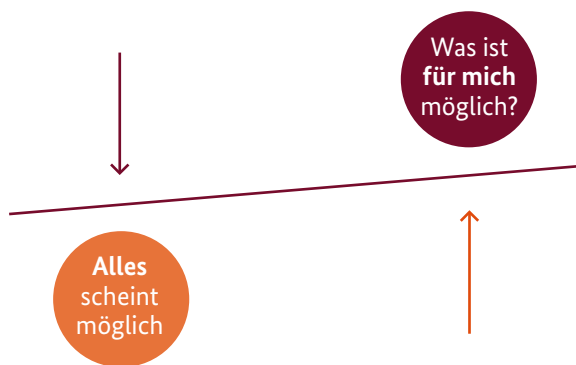 Was ist
für mich
möglich?
Alles
scheint
möglich